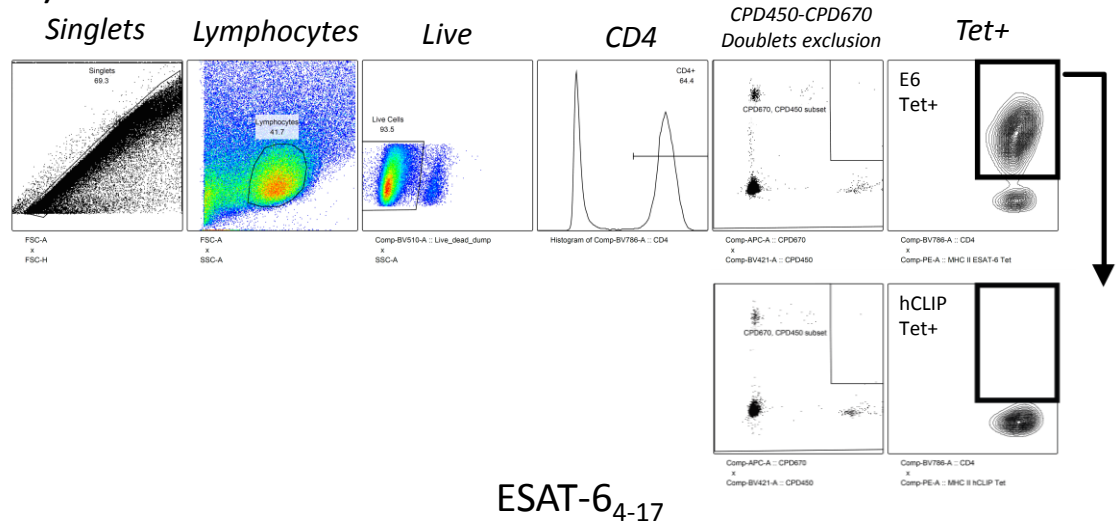 Singlets
Lymphocytes
Live
CD4
CPD450-CPD670
Doublets exclusion
Tet+
Singlets
69.3
Lymphocytes
41.7
Live Cells
93.5
CD4+
64.4
CPD670, CPD450 subset
E6
Tet+
FSC-A
x
FSC-H
FSC-A
x
SSC-A
Comp-BV510-A :: Live_dead_dump
x
SSC-A
Histogram of Comp-BV786-A :: CD4
Comp-APC-A :: CPD670
x
Comp-BV421-A :: CPD450
Comp-BV786-A :: CD4
x
Comp-PE-A :: MHC II ESAT-6 Tet
CPD670, CPD450 subset
hCLIP
Tet+
Comp-APC-A :: CPD670
x
Comp-BV421-A :: CPD450
Comp-BV786-A :: CD4
x
Comp-PE-A :: MHC II hCLIP Tet
ESAT-6₄₋₁₇